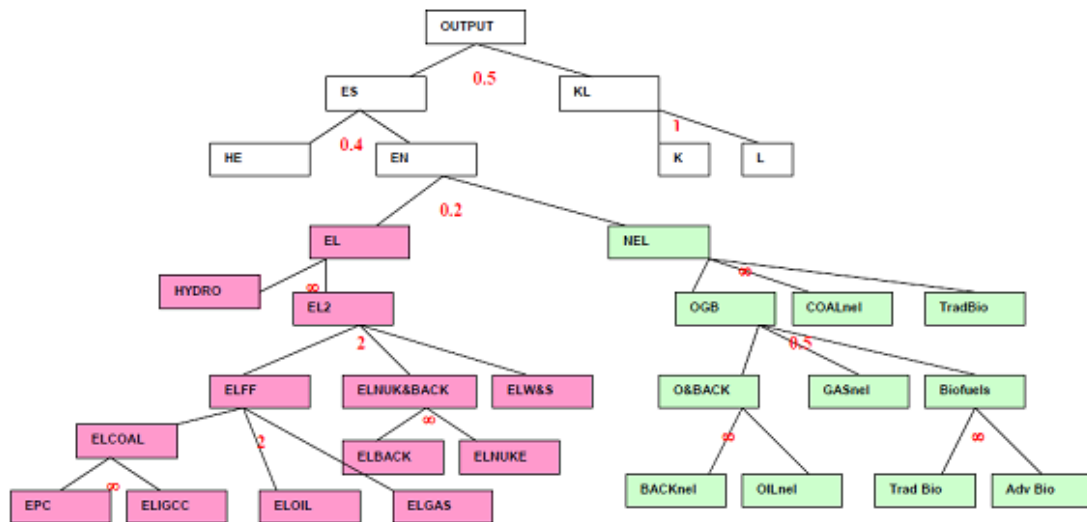 OUTPUT
0.5
ES
KL
0.4
1
HE
EN
K
L
0.2
EL
NEL
∞
HYDRO
∞
EL2
OGB
COALnel
TradBio
2
0.5
ELFF
ELNUK&BACK
ELW&S
O&BACK
GASnel
Biofuels
∞
∞
∞
ELCOAL
2
ELBACK
ELNUKE
∞
EPC
ELIGCC
ELOIL
ELGAS
BACKnel
OILnel
Trad Bio
Adv Bio